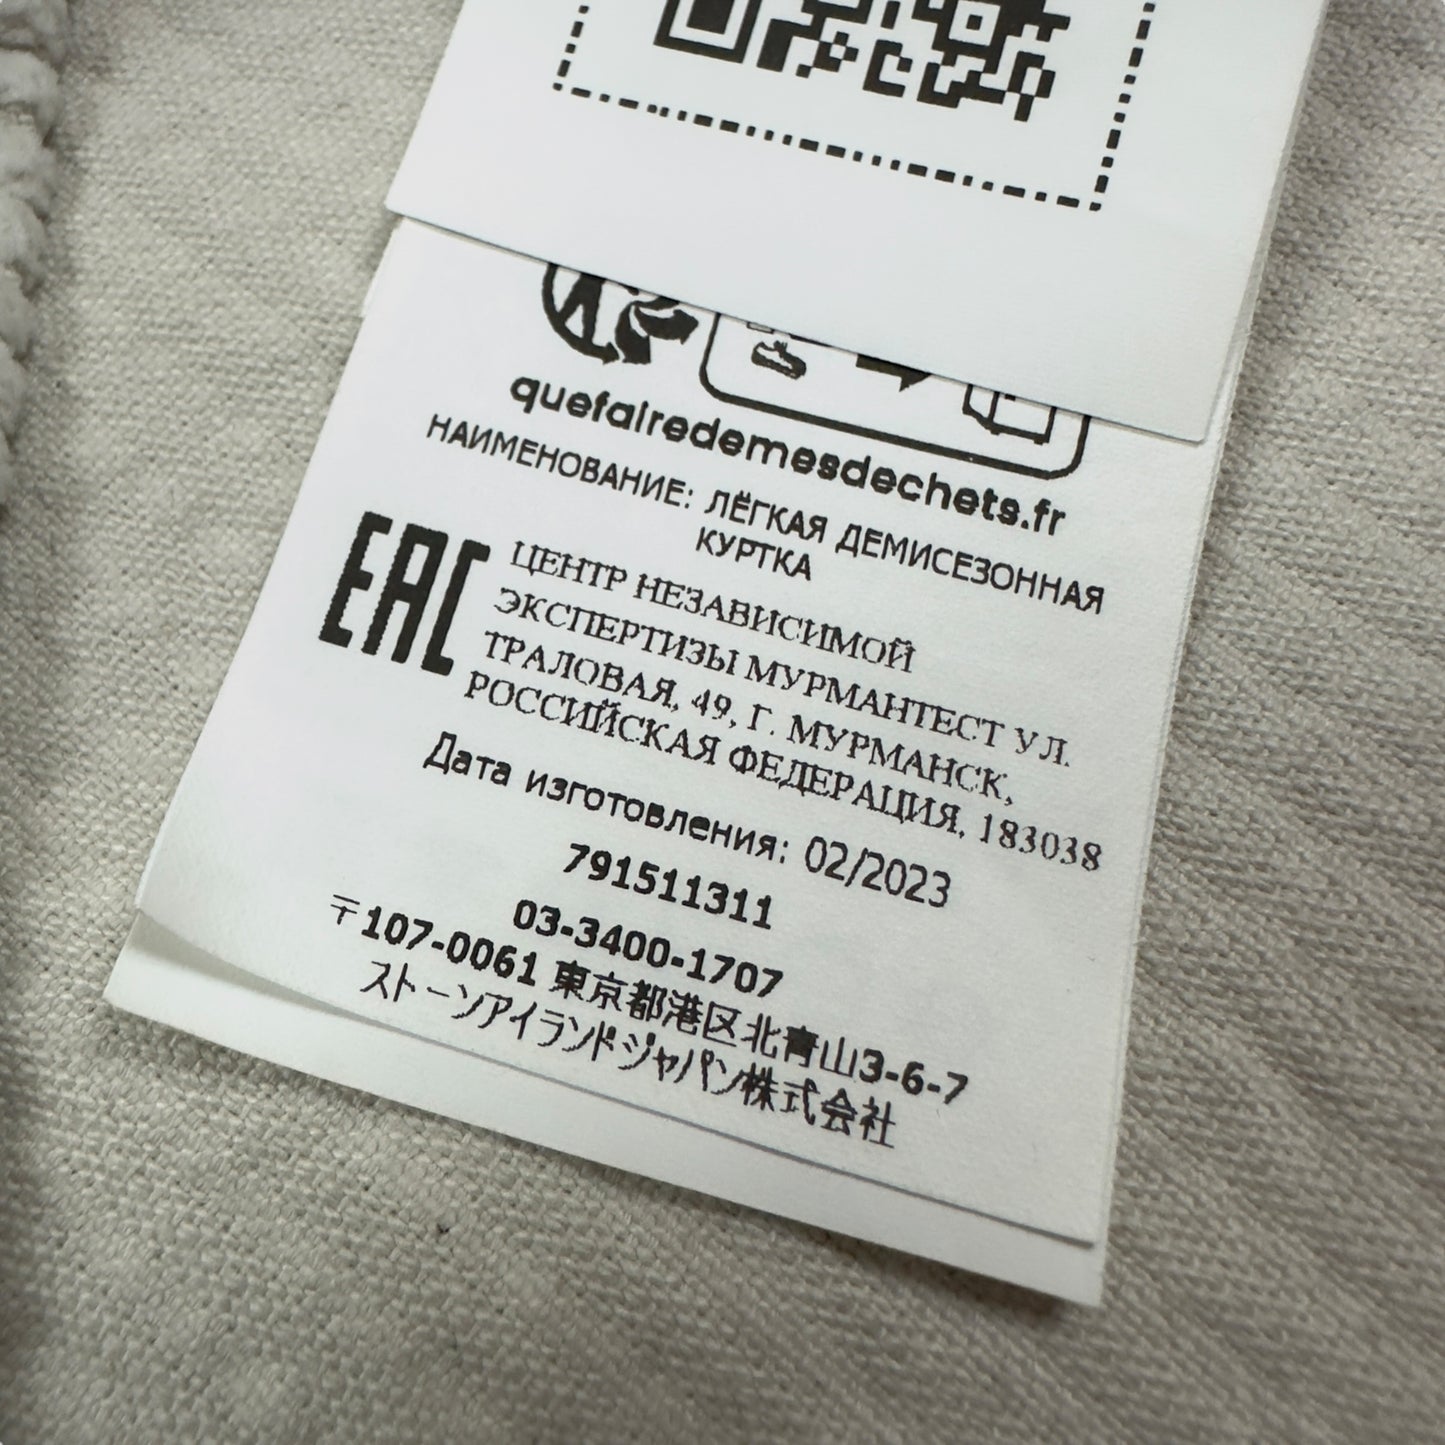 quefairedemesdechets.fr
НАИМЕНОВАНИЕ: ЛЁГКАЯ ДЕМИСЕЗОННАЯ
КУРТКА
EAC
ЦЕНТР НЕЗАВИСИМОЙ
ЭКСПЕРТИЗЫ МУРМАНТЕСТ УЛ.
ТРАЛОВАЯ, 49, Г. МУРМАНСК,
РОССИЙСКАЯ ФЕДЕРАЦИЯ, 183038
Дата изготовления: 02/2023
791511311
03-3400-1707
〒107-0061 東京都港区北青山3-6-7
ストーンアイランドジャパン株式会社